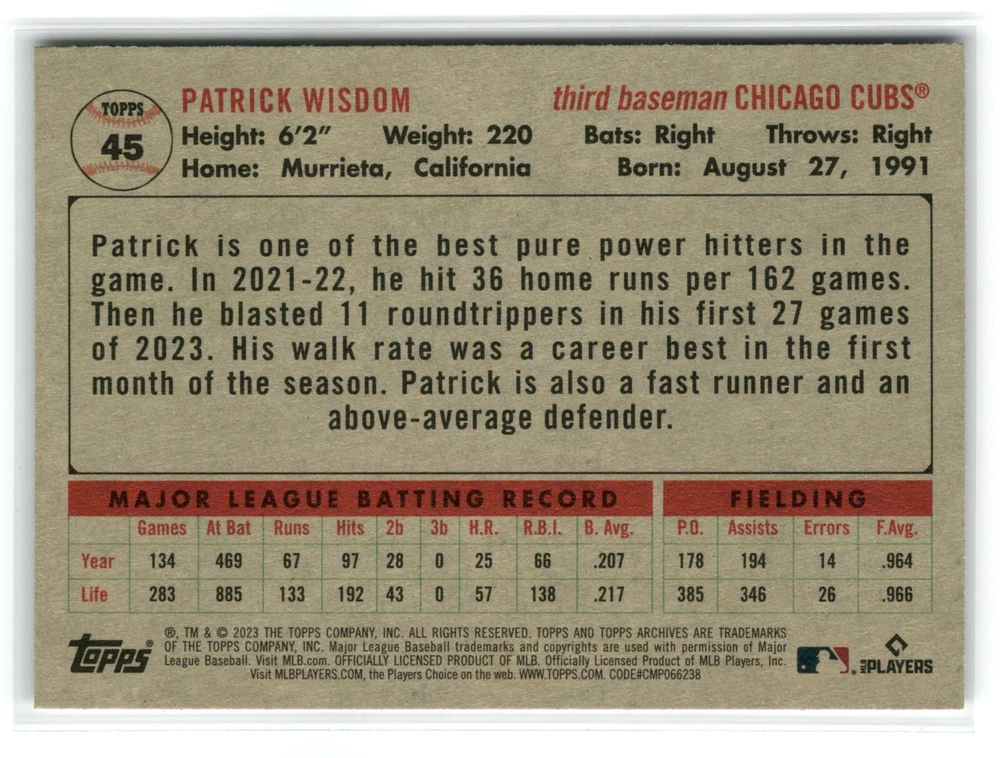 TOPPS
45
PATRICK WISDOM third baseman CHICAGO CUBS®
Height: 6'2" Weight: 220 Bats: Right Throws: Right
Home: Murrieta, California Born: August 27, 1991
Patrick is one of the best pure power hitters in the
game. In 2021-22, he hit 36 home runs per 162 games.
Then he blasted 11 roundtrippers in his first 27 games
of 2023. His walk rate was a career best in the first
month of the season. Patrick is also a fast runner and an
above-average defender.
MAJOR LEAGUE BATTING RECORD FIELDING
Games At Bat Runs Hits 2b 3b H.R. R.B.I. B. Avg. P.O. Assists Errors F.Avg.
Year 134 469 67 97 28 0 25 66 .207 178 194 14 .964
Life 283 885 133 192 43 0 57 138 .217 385 346 26 .966
®, TM & © 2023 THE TOPPS COMPANY, INC. ALL RIGHTS RESERVED. TOPPS AND TOPPS ARCHIVES ARE TRADEMARKS
OF THE TOPPS COMPANY, INC. Major League Baseball trademarks and copyrights are used with permission of Major
League Baseball. Visit MLB.com. OFFICIALLY LICENSED PRODUCT OF MLB. Officially Licensed Product of MLB Players, Inc.
Visit MLBPLAYERS.COM, the Players Choice on the web. WWW.TOPPS.COM. CODE#CMP066238
Topps®
MLB PLAYERS